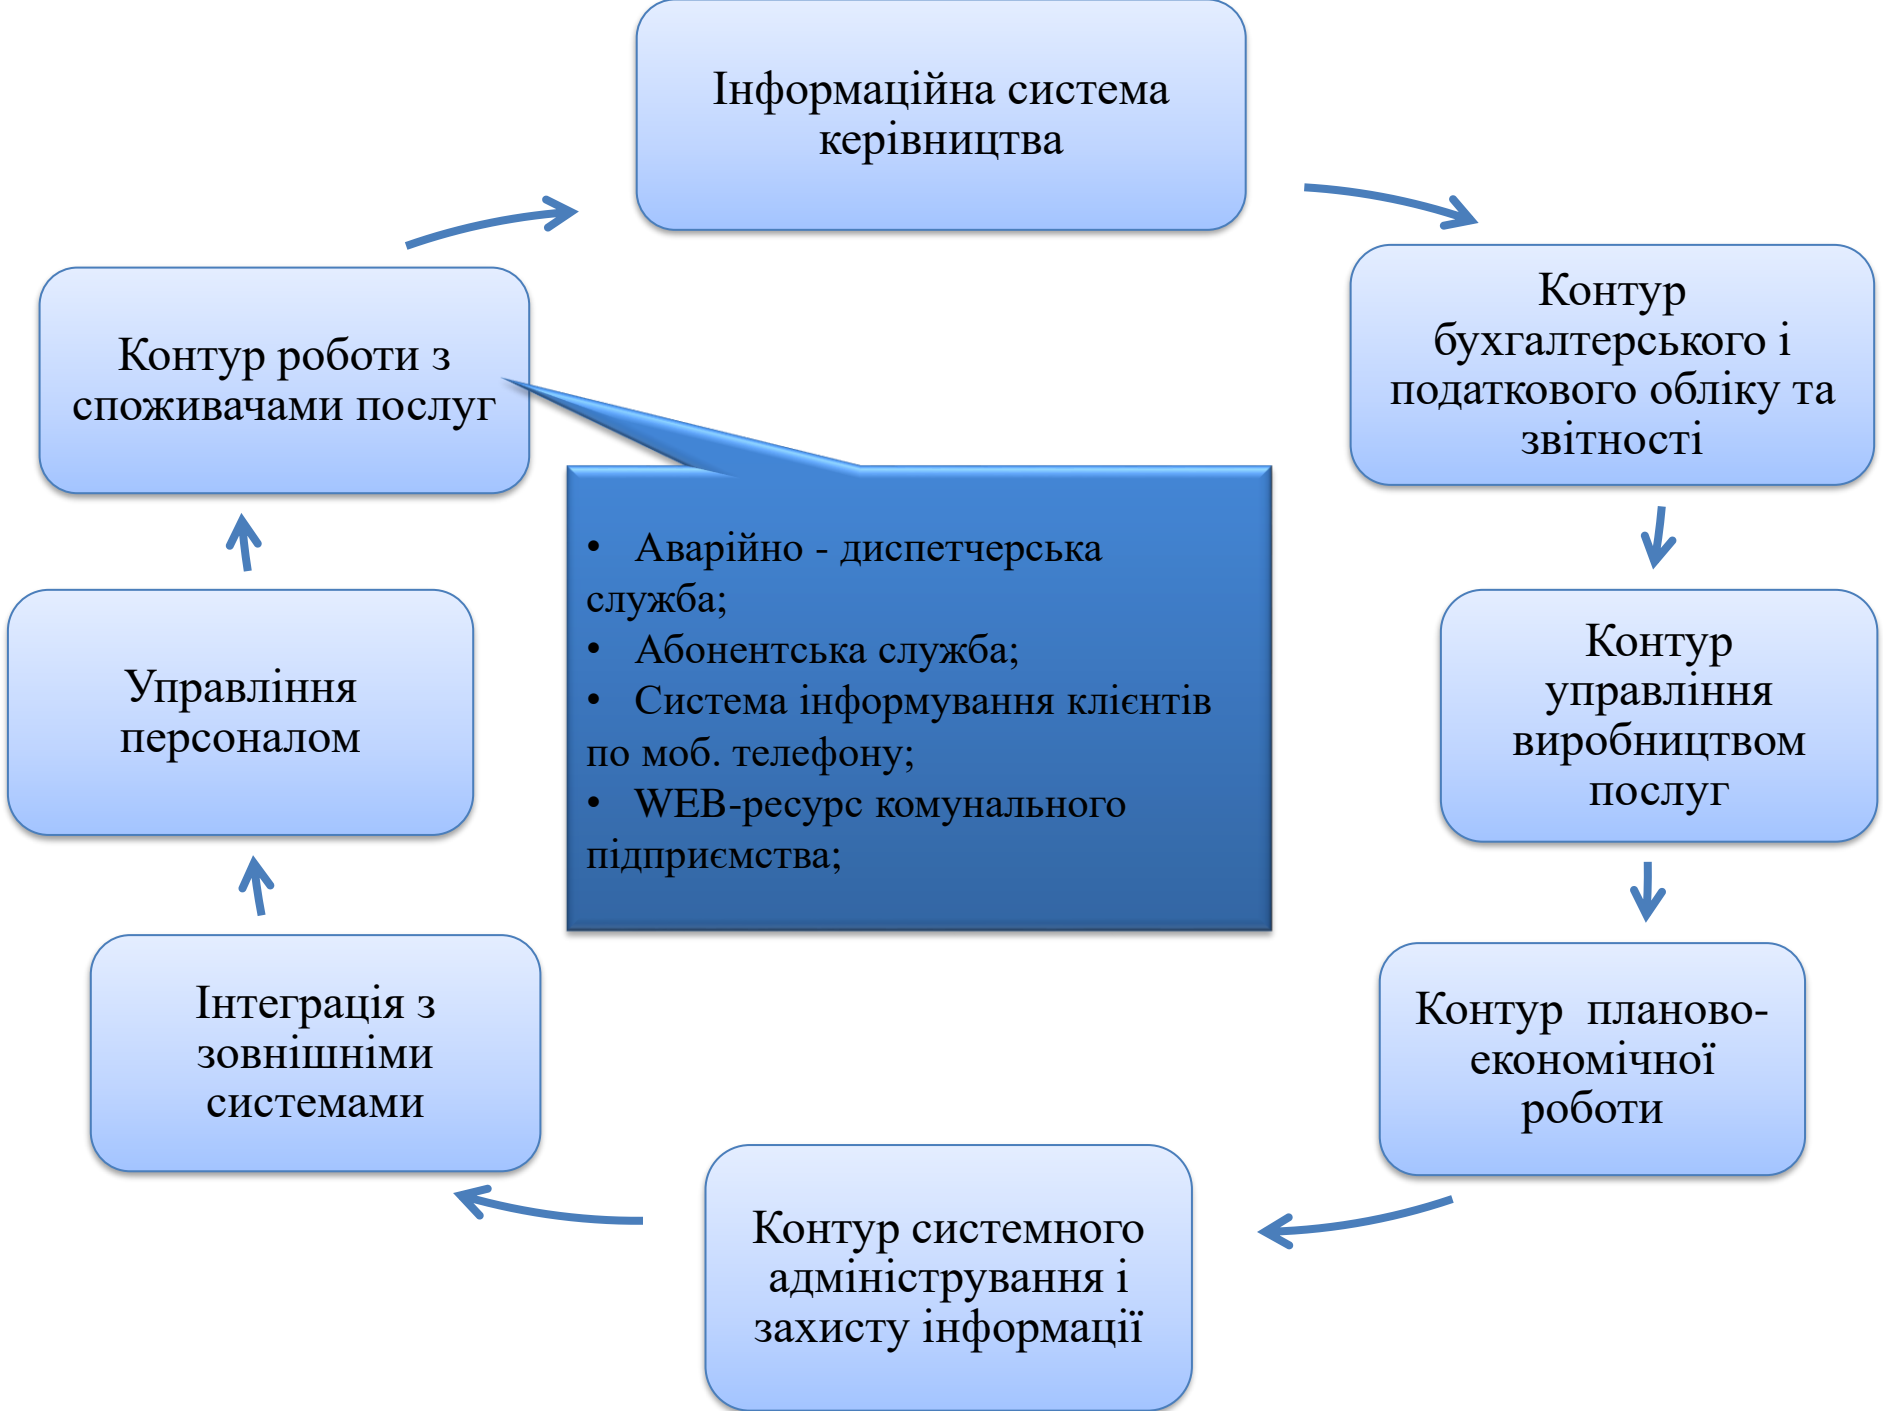 Інформаційна система
керівництва
Контур
бухгалтерського і
податкового обліку та
звітності
Контур
управління
виробництвом
послуг
Контур  планово-
економічної
роботи
Контур системного
адміністрування і
захисту інформації
Інтеграція з
зовнішніми
системами
Управління
персоналом
Контур роботи з
споживачами послуг
• Аварійно - диспетчерська
служба;
• Абонентська служба;
• Система інформування клієнтів
по моб. телефону;
• WEB-ресурс комунального
підприємства;